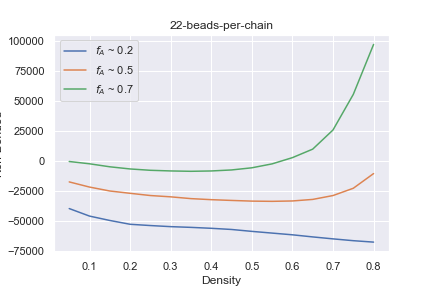 22-beads-per-chain
100000
75000
50000
25000
0
−25000
−50000
−75000
f_A ~ 0.2
f_A ~ 0.5
f_A ~ 0.7
0.1 0.2 0.3 0.4 0.5 0.6 0.7 0.8
Density